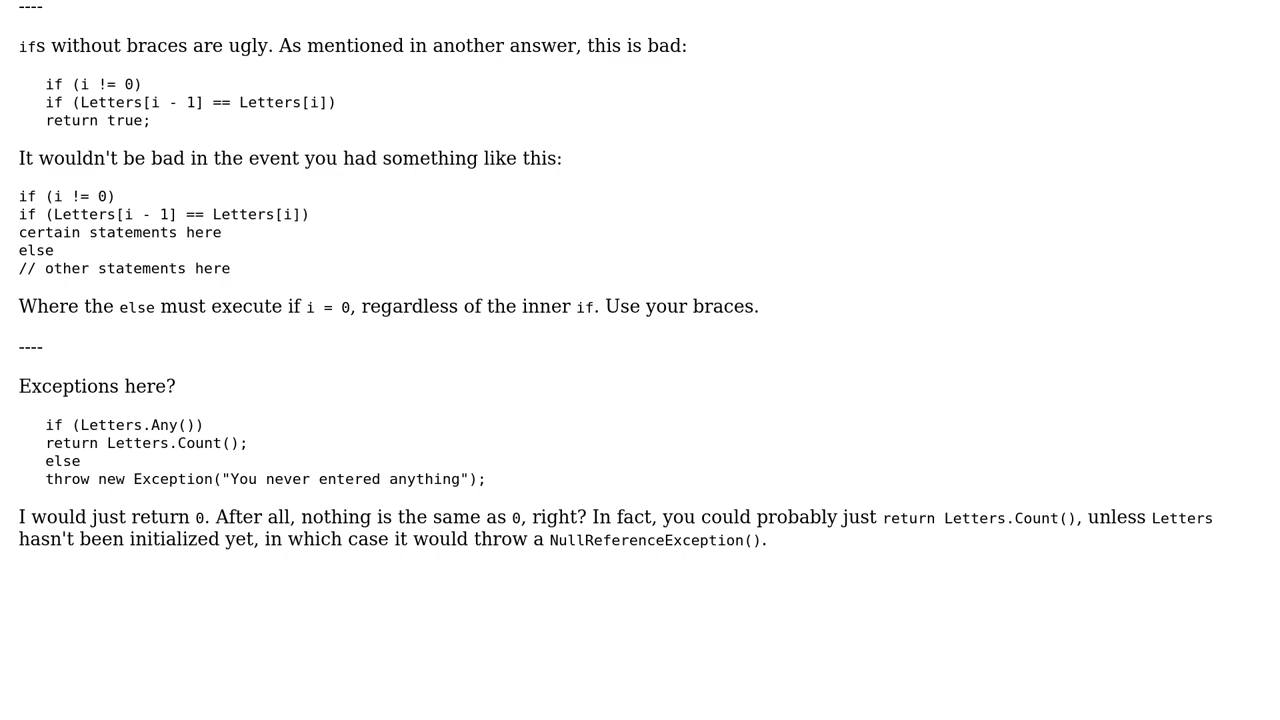 ----
ifs without braces are ugly. As mentioned in another answer, this is bad:
if (i != 0)
if (Letters[i - 1] == Letters[i])
return true;
It wouldn't be bad in the event you had something like this:
if (i != 0)
if (Letters[i - 1] == Letters[i])
certain statements here
else
// other statements here
Where the else must execute if i = 0, regardless of the inner if. Use your braces.
----
Exceptions here?
if (Letters.Any())
return Letters.Count();
else
throw new Exception("You never entered anything");
I would just return 0. After all, nothing is the same as 0, right? In fact, you could probably just return Letters.Count(), unless Letters
hasn't been initialized yet, in which case it would throw a NullReferenceException().